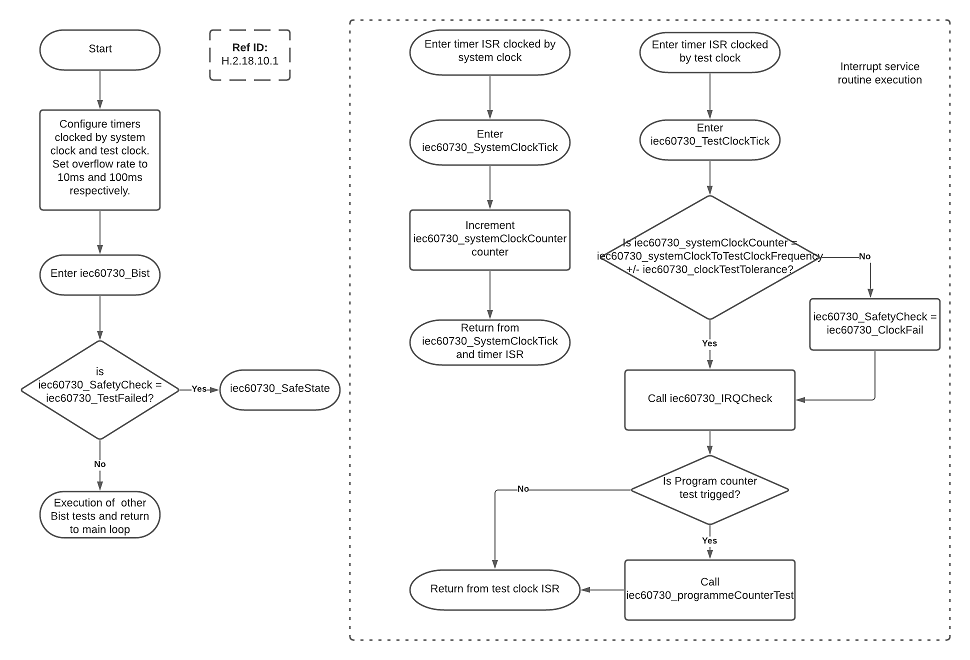 Start
Ref ID:
H.2.18.10.1
Configure timers
clocked by system
clock and test clock.
Set overflow rate to
10ms and 100ms
respectively.
Enter iec60730_Bist
is
iec60730_SafetyCheck =
iec60730_TestFailed?
Yes
iec60730_SafeState
No
Execution of other
Bist tests and return
to main loop
Enter timer ISR clocked by
system clock
Enter
iec60730_SystemClockTick
Increment
iec60730_systemClockCounter
counter
Return from
iec60730_SystemClockTick
and timer ISR
Enter timer ISR clocked
by test clock
Interrupt service
routine execution
Enter
iec60730_TestClockTick
Is iec60730_systemClockCounter =
iec60730_systemClockToTestClockFrequency
+/- iec60730_clockTestTolerance?
No
iec60730_SafetyCheck =
iec60730_ClockFail
Yes
Call iec60730_IRQCheck
Is Program counter
test trigged?
No
Yes
Return from test clock ISR
Call
iec60730_programmeCounterTest